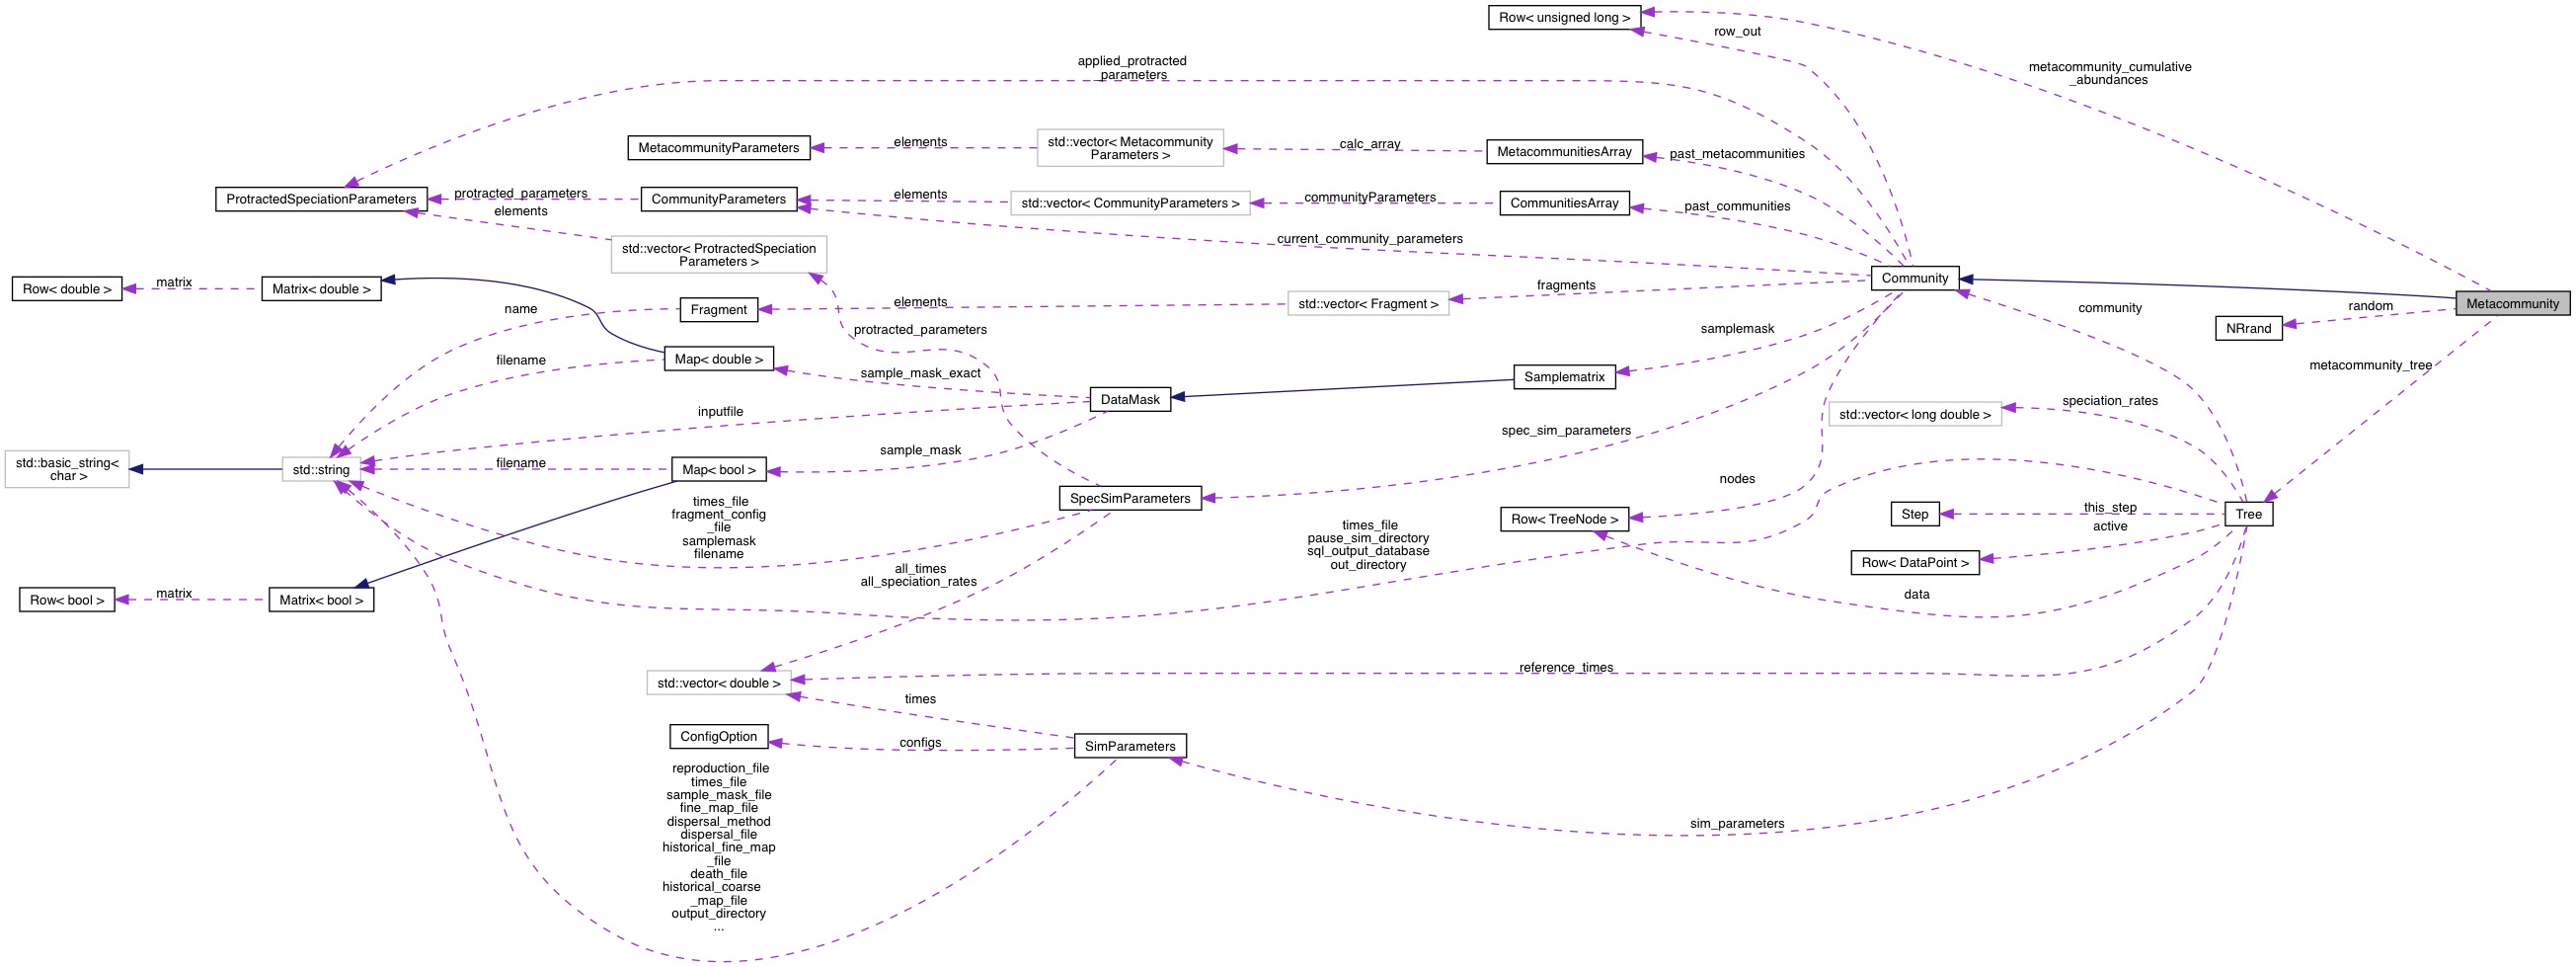 Row< unsigned long >
row_out
applied_protracted
_parameters
metacommunity_cumulative
_abundances
MetacommunityParameters
elements
std::vector< Metacommunity
Parameters >
calc_array
MetacommunitiesArray
past_metacommunities
ProtractedSpeciationParameters
protracted_parameters
elements
CommunityParameters
elements
std::vector< CommunityParameters >
communityParameters
CommunitiesArray
past_communities
current_community_parameters
std::vector< ProtractedSpeciation
Parameters >
Row< double >
matrix
Matrix< double >
Community
Metacommunity
name
Fragment
elements
std::vector< Fragment >
fragments
community
random
NRrand
protracted_parameters
samplemask
filename
Map< double >
sample_mask_exact
DataMask
Samplematrix
metacommunity_tree
inputfile
std::vector< long double >
speciation_rates
spec_sim_parameters
std::basic_string<
char >
std::string
filename
Map< bool >
sample_mask
nodes
SpecSimParameters
times_file
fragment_config
_file
samplemask
filename
times_file
pause_sim_directory
sql_output_database
out_directory
Row< TreeNode >
Step
this_step
Tree
active
Row< DataPoint >
all_times
all_speciation_rates
data
Row< bool >
matrix
Matrix< bool >
reference_times
std::vector< double >
times
ConfigOption
configs
SimParameters
reproduction_file
times_file
sample_mask_file
fine_map_file
dispersal_method
dispersal_file
historical_fine_map
_file
death_file
historical_coarse
_map_file
output_directory
...
sim_parameters